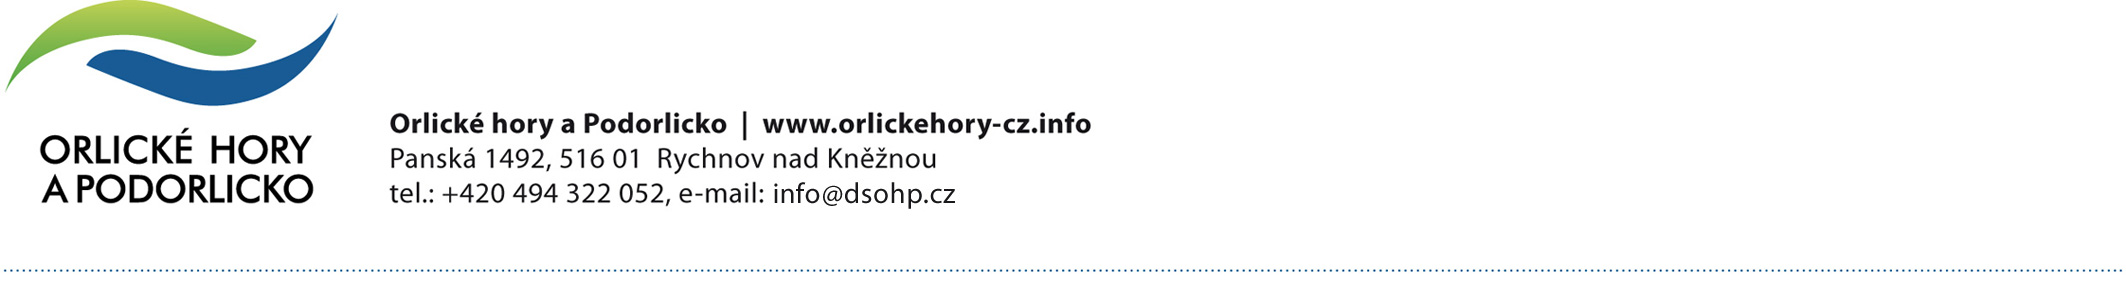 ORLICKÉ HORY
A PODORLICKO
Orlické hory a Podorlicko | www.orlickehory-cz.info
Panská 1492, 516 01 Rychnov nad Kněžnou
tel.: +420 494 322 052, e-mail: info@dsohp.cz